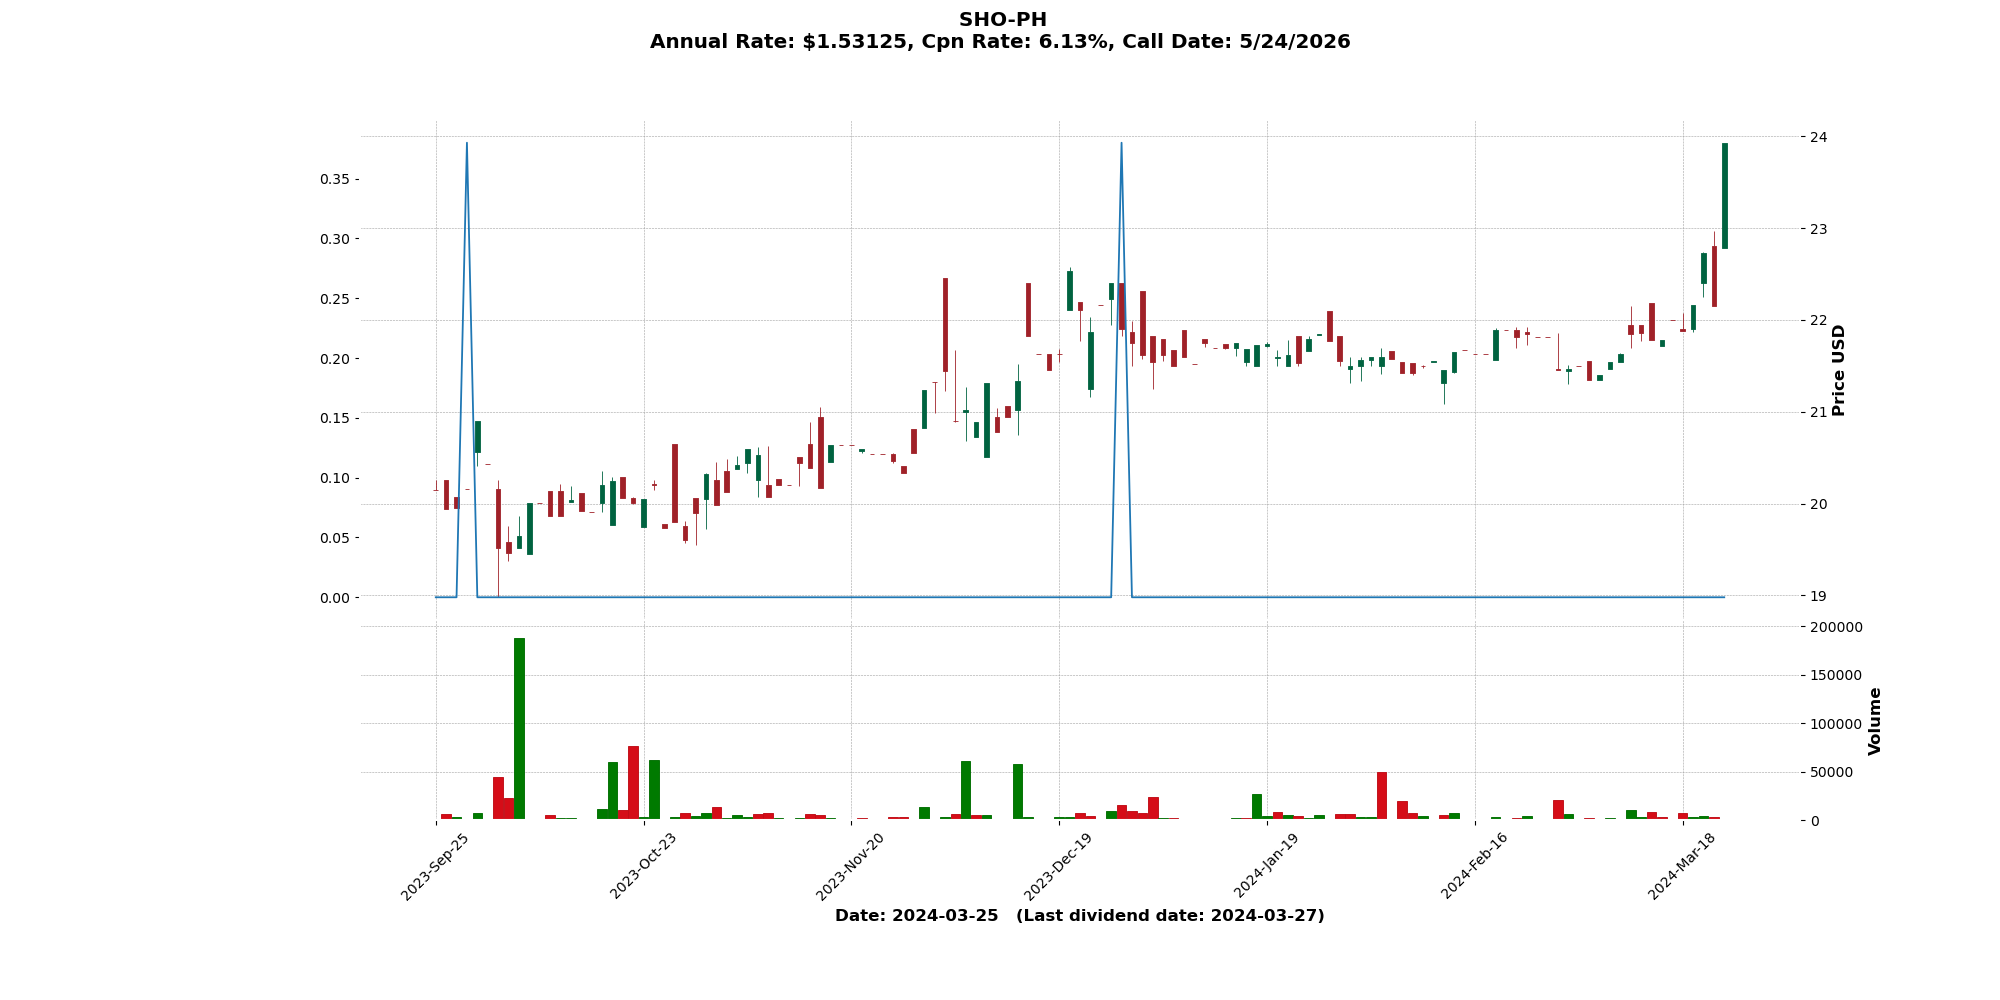 SHO-PH
Annual Rate: $1.53125, Cpn Rate: 6.13%, Call Date: 5/24/2026
0.35
0.30
0.25
0.20
0.15
0.10
0.05
0.00
24
23
22
21
20
19
Price USD
200000
150000
100000
50000
0
Volume
2023-Sep-25
2023-Oct-23
2023-Nov-20
2023-Dec-19
2024-Jan-19
2024-Feb-16
2024-Mar-18
Date: 2024-03-25   (Last dividend date: 2024-03-27)